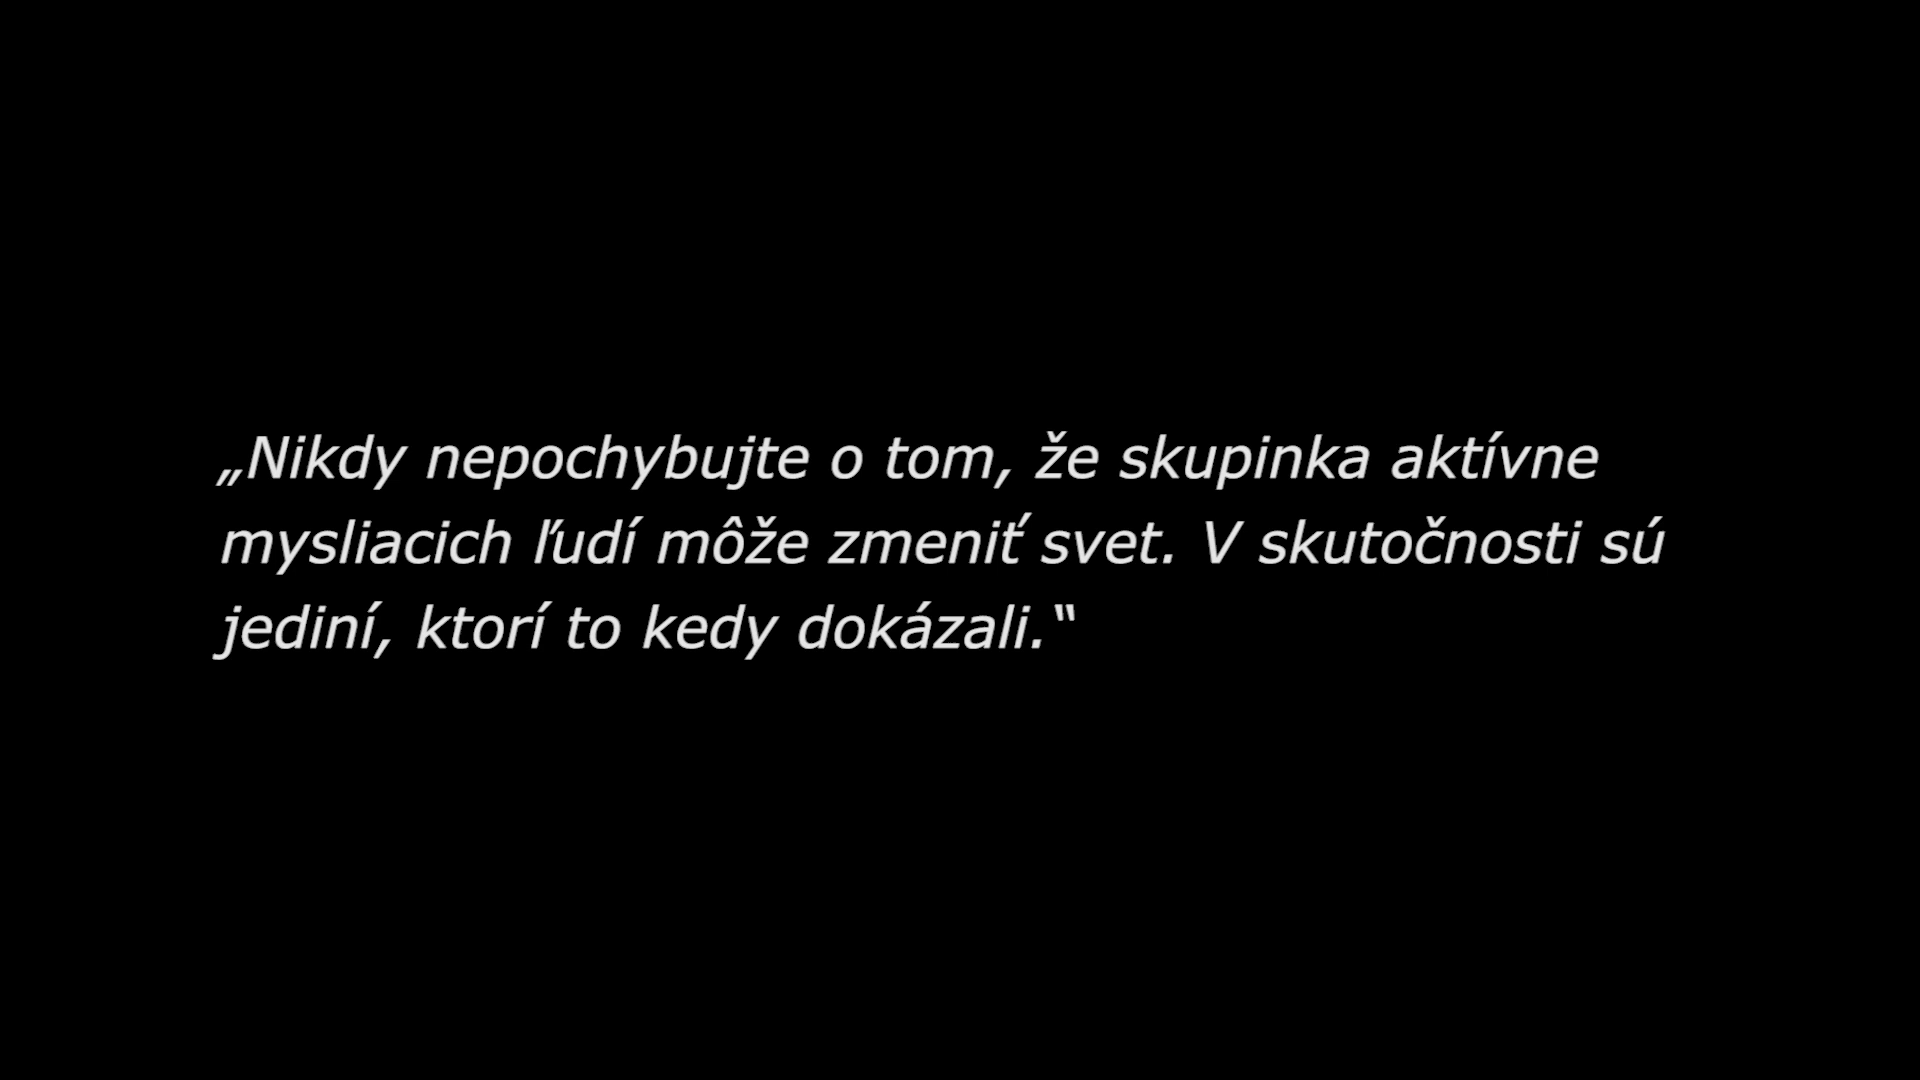 „Nikdy nepochybujte o tom, že skupinka aktívne
mysliacich ľudí môže zmeniť svet. V skutočnosti sú
jediní, ktorí to kedy dokázali.“